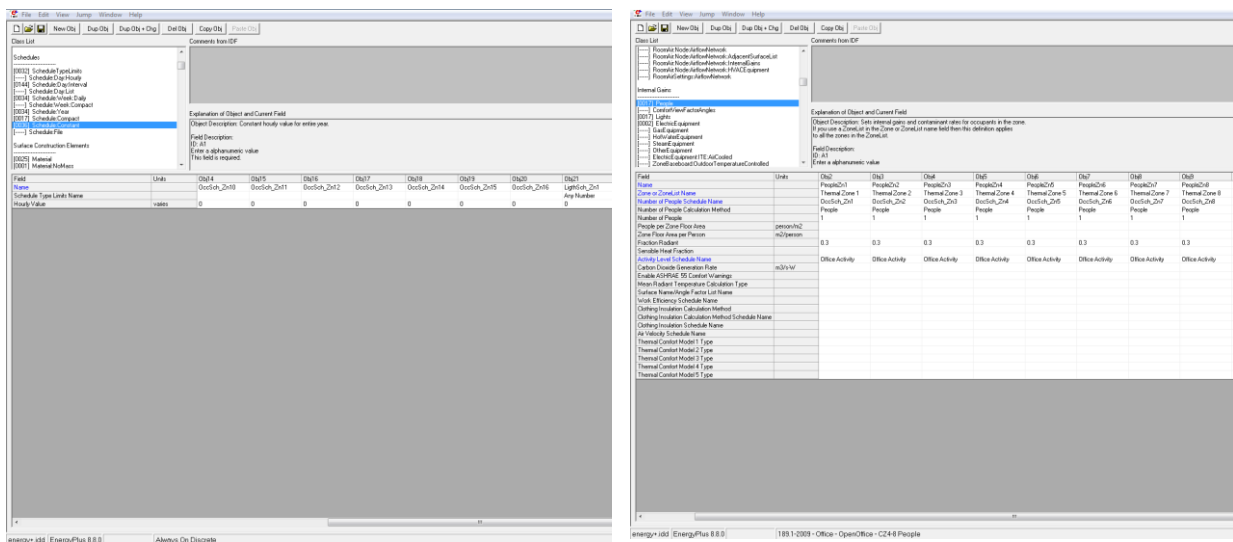 File Edit View Jump Window Help
New Obj Dup Obj Dup Obj + Chg Del Obj Copy Obj Paste Obj
Class List
Comments from IDF
Schedules
[0032] ScheduleTypeLimits
[------] Schedule:Day:Hourly
[0144] Schedule:Day:Interval
[------] Schedule:Day:List
[0034] Schedule:Week:Daily
[------] Schedule:Week:Compact
[0034] Schedule:Year
[0017] Schedule:Compact
[0036] Schedule:Constant
[------] Schedule:File
Surface Construction Elements
[0025] Material
[0001] Material:NoMass
Explanation of Object and Current Field
Object Description: Constant hourly value for entire year.
Field Description:
ID: A1
Enter a alphanumeric value
This field is required.
Field Units Obj14 Obj15 Obj16 Obj17 Obj18 Obj19 Obj20 Obj21
Name OccSch_Zn10 OccSch_Zn11 OccSch_Zn12 OccSch_Zn13 OccSch_Zn14 OccSch_Zn15 OccSch_Zn16 LigthSch_Zn1
Schedule Type Limits Name Any Number
Hourly Value varies 0 0 0 0 0 0 0 0
energy+.idd EnergyPlus 8.8.0 Always On Discrete
File Edit View Jump Window Help
New Obj Dup Obj Dup Obj + Chg Del Obj Copy Obj Paste Obj
Class List
Comments from IDF
[------] RoomAir:Node:AirflowNetwork
[------] RoomAir:Node:AirflowNetwork:AdjacentSurfaceList
[------] RoomAir:Node:AirflowNetwork:InternalGains
[------] RoomAir:Node:AirflowNetwork:HVACEquipment
[------] RoomAirSettings:AirflowNetwork
Internal Gains
[0017] People
[------] ComfortViewFactorAngles
[0017] Lights
[0002] ElectricEquipment
[------] GasEquipment
[------] HotWaterEquipment
[------] SteamEquipment
[------] OtherEquipment
[------] ElectricEquipment:ITE:AirCooled
[------] ZoneBaseboard:OutdoorTemperatureControlled
Explanation of Object and Current Field
Object Description: Sets internal gains and contaminant rates for occupants in the zone.
If you use a ZoneList in the Zone or ZoneList name field then this definition applies
to all the zones in the ZoneList.
Field Description:
ID: A1
Enter a alphanumeric value
Field Units Obj2 Obj3 Obj4 Obj5 Obj6 Obj7 Obj8 Obj9
Name PeopleZn1 PeopleZn2 PeopleZn3 PeopleZn4 PeopleZn5 PeopleZn6 PeopleZn7 PeopleZn8
Zone or ZoneList Name Thermal Zone 1 Thermal Zone 2 Thermal Zone 3 Thermal Zone 4 Thermal Zone 5 Thermal Zone 6 Thermal Zone 7 Thermal Zone 8
Number of People Schedule Name OccSch_Zn1 OccSch_Zn2 OccSch_Zn3 OccSch_Zn4 OccSch_Zn5 OccSch_Zn6 OccSch_Zn7 OccSch_Zn8
Number of People Calculation Method People People People People People People People People
Number of People 1 1 1 1 1 1 1 1
People per Zone Floor Area person/m2
Zone Floor Area per Person m2/person
Fraction Radiant 0.3 0.3 0.3 0.3 0.3 0.3 0.3 0.3
Sensible Heat Fraction
Activity Level Schedule Name Office Activity Office Activity Office Activity Office Activity Office Activity Office Activity Office Activity Office Activity
Carbon Dioxide Generation Rate m3/s-W
Enable ASHRAE 55 Comfort Warnings
Mean Radiant Temperature Calculation Type
Surface Name/Angle Factor List Name
Work Efficiency Schedule Name
Clothing Insulation Calculation Method
Clothing Insulation Calculation Method Schedule Name
Clothing Insulation Schedule Name
Air Velocity Schedule Name
Thermal Comfort Model 1 Type
Thermal Comfort Model 2 Type
Thermal Comfort Model 3 Type
Thermal Comfort Model 4 Type
Thermal Comfort Model 5 Type
energy+.idd EnergyPlus 8.8.0 189.1-2009 - Office - OpenOffice - CZ4-8 People